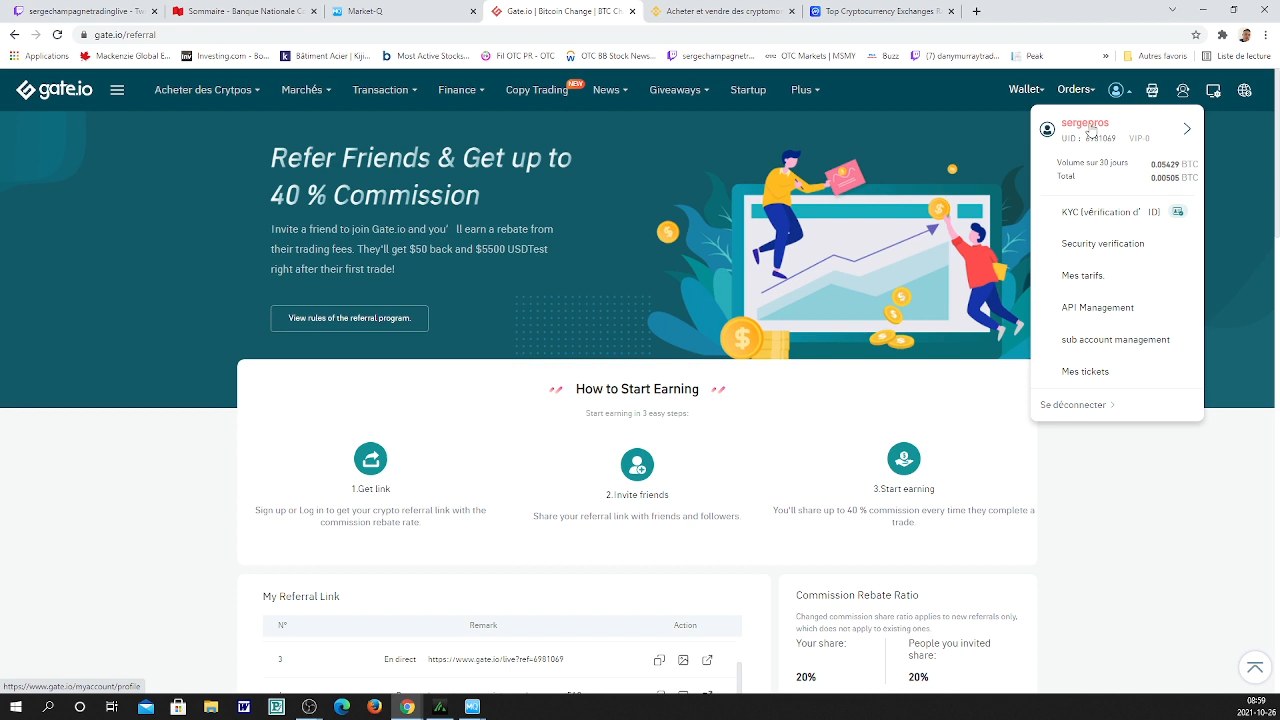 sergechampagnetradinglive - Tw
Sommaire - Banque Nationale C
Market-Q
Gate.io | Bitcoin Change | BTC Ch
Acheter et vendre des cryptomon
Top Cryptocurrency Exchanges R
gate.io/referral
Applications
Mackenzie Global E...
Investing.com - Bo...
Bâtiment Acier | Kiji...
Most Active Stocks...
Fil OTC PR - OTC
OTC BB Stock News...
sergechampagnetr...
OTC Markets | MSMY
Buzz
(7) danymurraytrad...
Peak
»
Autres favoris
Liste de lecture
gate.io
Acheter des Crytpos
Marchés
Transaction
Finance
Copy Trading
NEW
News
Giveaways
Startup
Plus
Wallet
Orders
sergepros
UID : 6981069 VIP-0
Volume sur 30 jours 0.05429 BTC
Total 0.00505 BTC
KYC (vérification d’ ID)
Security verification
Mes tarifs.
API Management
sub account management
Mes tickets
Se déconnecter >
Refer Friends & Get up to
40 % Commission
Invite a friend to join Gate.io and you’ ll earn a rebate from
their trading fees. They'll get $50 back and $5500 USDTest
right after their first trade!
View rules of the referral program.
How to Start Earning
Start earning in 3 easy steps:
1.Get link
2.Invite friends
3.Start earning
Sign up or Log in to get your crypto referral link with the
commission rebate rate.
Share your referral link with friends and followers.
You'll share up to 40 % commission every time they complete a
trade.
My Referral Link
N° Remark Action
3 En direct https://www.gate.io/live?ref=6981069
Commission Rebate Ratio
Changed commission share ratio applies to new referrals only,
which does not apply to existing ones.
Your share:
People you invited
share:
20%
20%
https://www.gate.io/myaccount/profile
08:59
2021-10-26